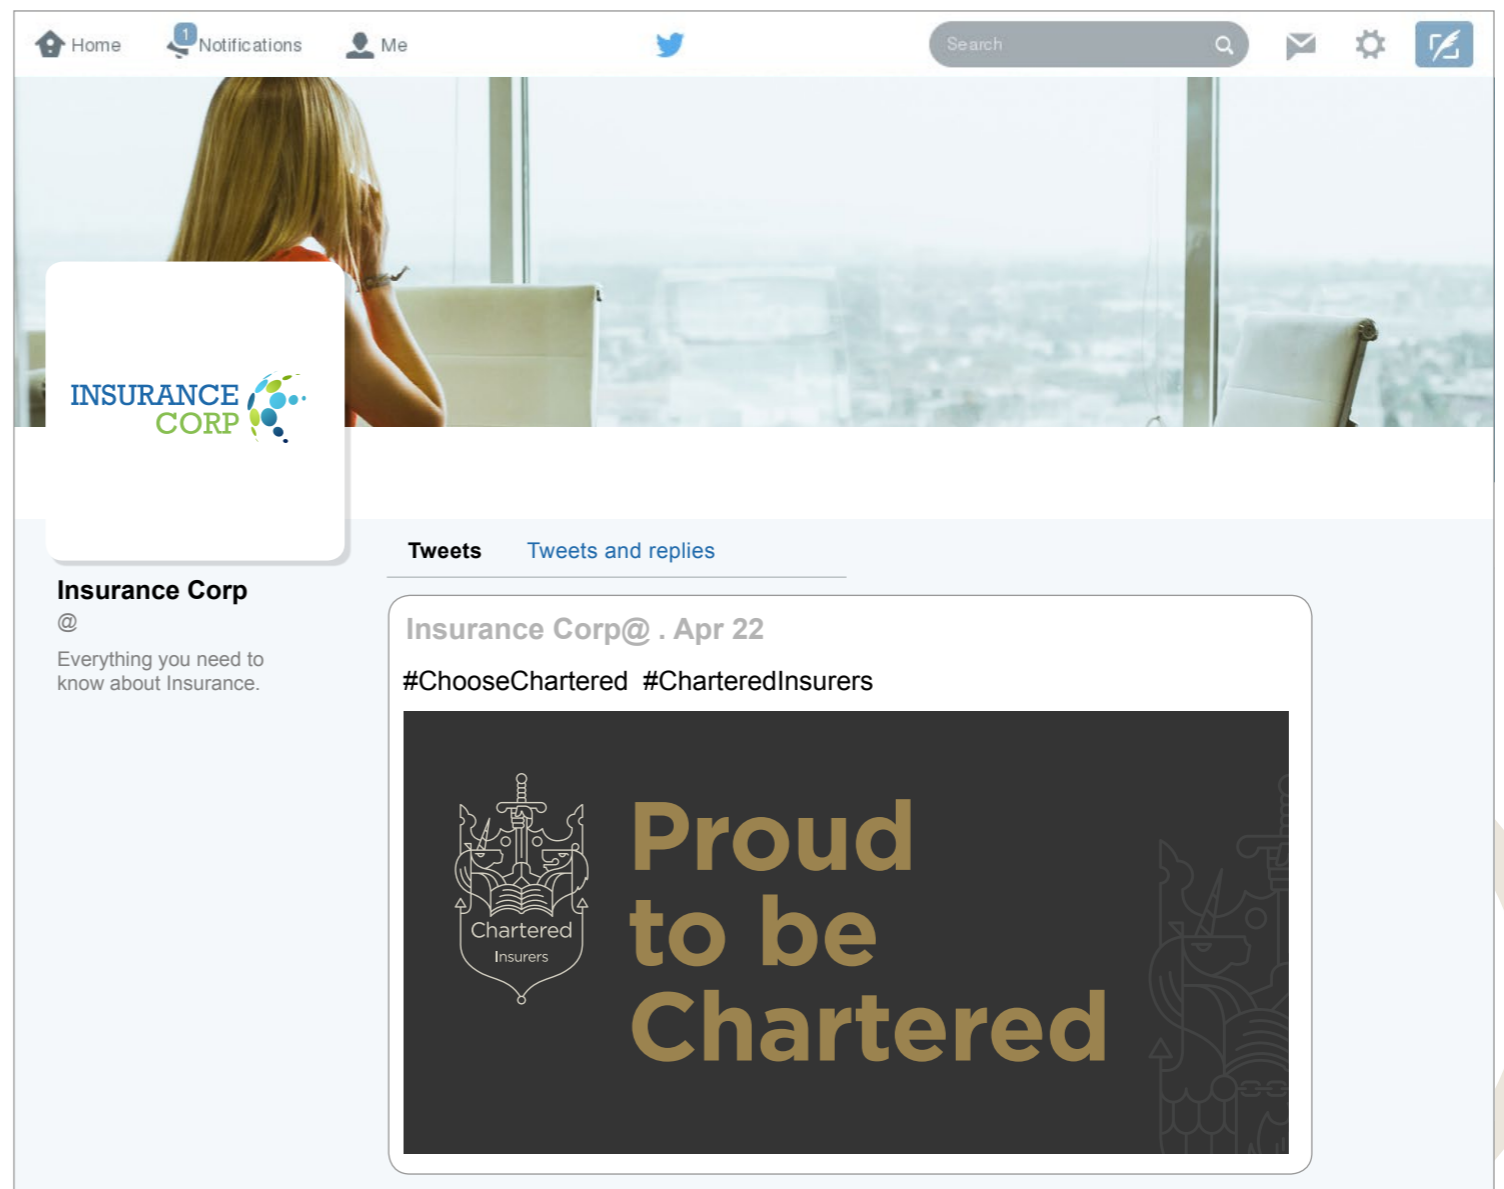 Home
1
Notifications
Me
Search
INSURANCE
CORP
Tweets
Tweets and replies
Insurance Corp
@
Everything you need to
know about Insurance.
Insurance Corp@ . Apr 22
#ChooseChartered #CharteredInsurers
Chartered
Insurers
Proud
to be
Chartered